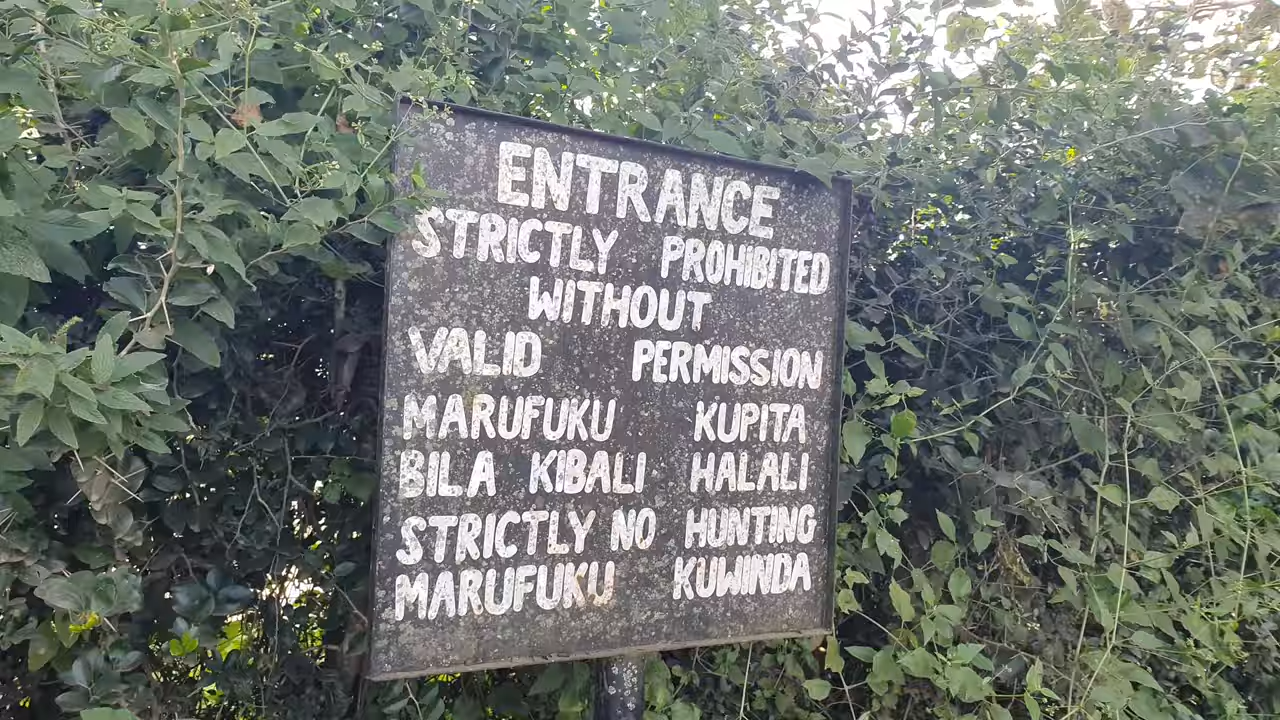 ENTRANCE
STRICTLY PROHIBITED
WITHOUT
VALID PERMISSION
MARUFUKU KUPITA
BILA KIBALI HALALI
STRICTLY NO HUNTING
MARUFUKU KUWINDA